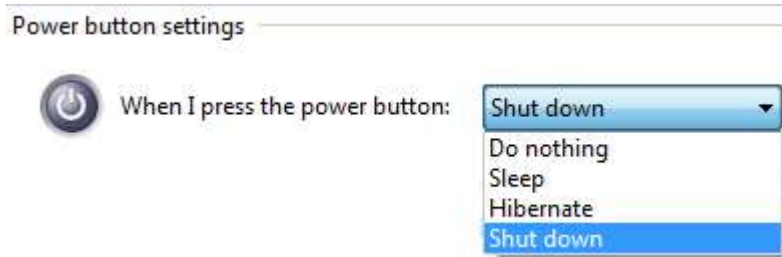 Power button settings
When I press the power button: Shut down
Do nothing
Sleep
Hibernate
Shut down